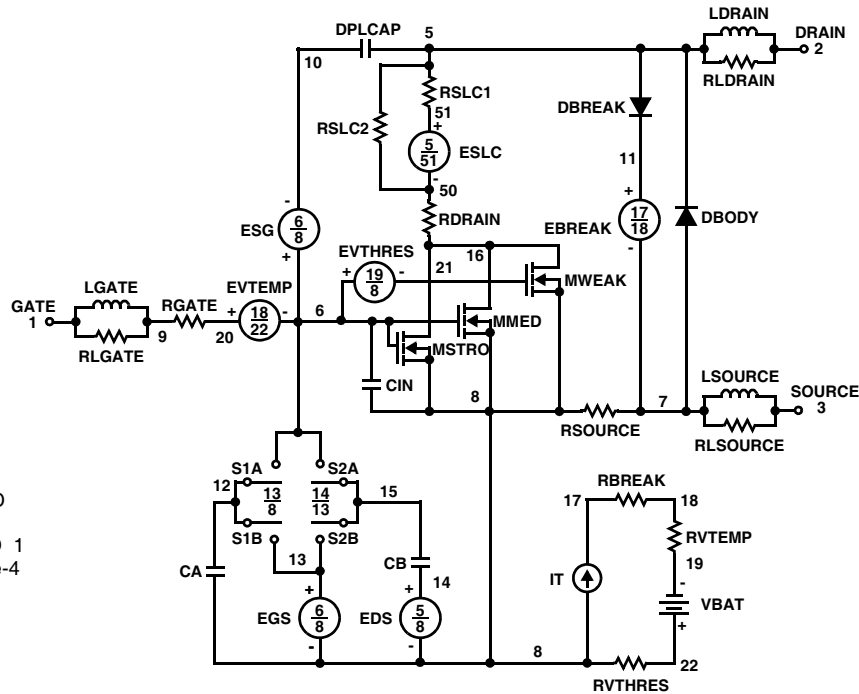 LDRAIN
DPLCAP 5 DRAIN
10 2
RSLC1 RLDRAIN
51 DBREAK
RSLC2 +
5
51 ESLC 11
-
50
- +
RDRAIN 17
18 DBODY
6
8 EBREAK
ESG EVTHRES 16 -
+ + 19
8 - 21 MWEAK
LGATE EVTEMP
GATE RGATE + 18
22 - 6 MMED
1 9 20 MSTRO
RLGATE LSOURCE
CIN 8 7 SOURCE
3
RSOURCE RLSOURCE
S1A S2A
12 13
8 14
13 15
S1B S2B
RBREAK
17 18
13 RVTEMP
CA CB 19
14 IT -
+ + VBAT
EGS 6
8 EDS 5
8 +
- - 8 22
RVTHRES
O
1
e-4